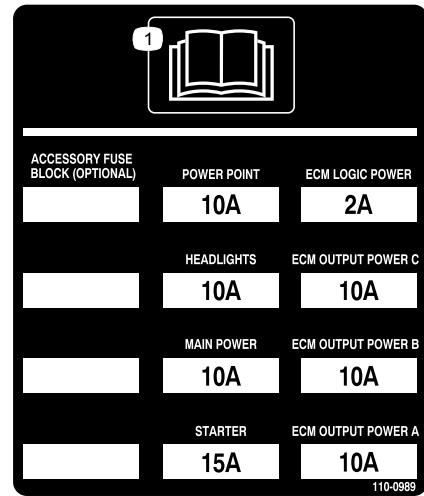 1
ACCESSORY FUSE
BLOCK (OPTIONAL)
POWER POINT
ECM LOGIC POWER
10A
2A
HEADLIGHTS
ECM OUTPUT POWER C
10A
10A
MAIN POWER
ECM OUTPUT POWER B
10A
10A
STARTER
ECM OUTPUT POWER A
15A
10A
110-0989